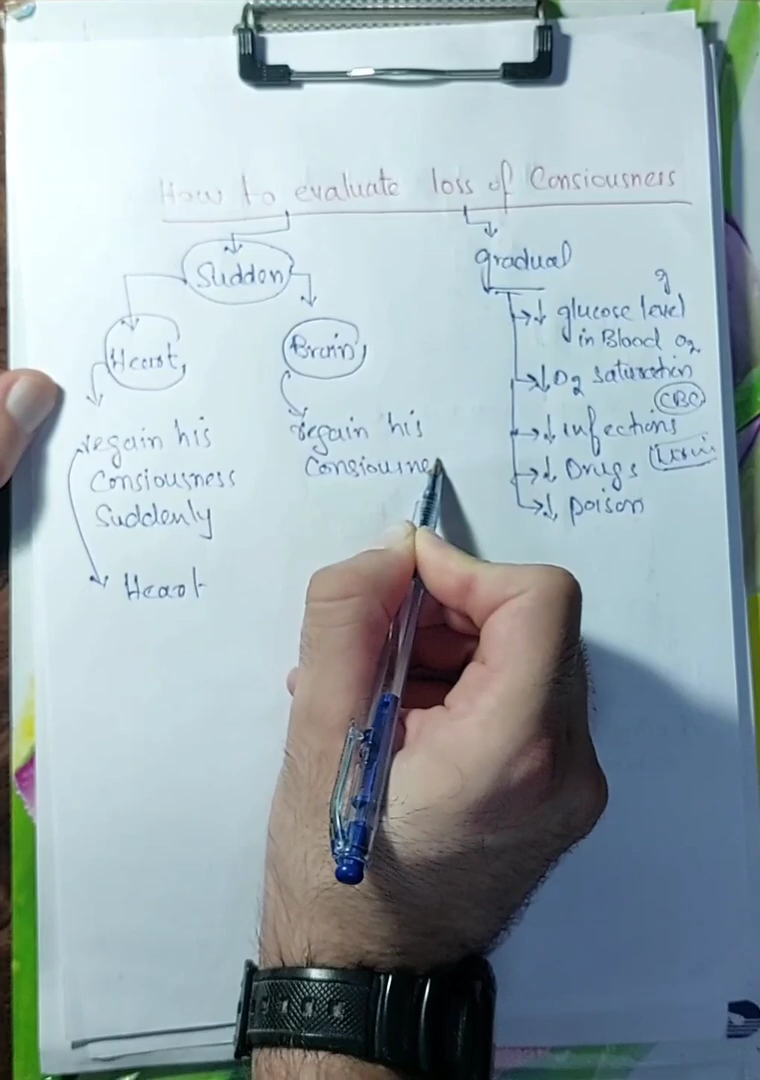 How to evaluate loss of Consiousness
Sudden
Heart
regain his
Consiousness
Suddenly
Heart
Brain
regain his
Consiousne
gradual
g
↓ glucose level
in Blood O2
↓ O2 saturation
CBC
↓ infections
↓ Drugs
↓ poison